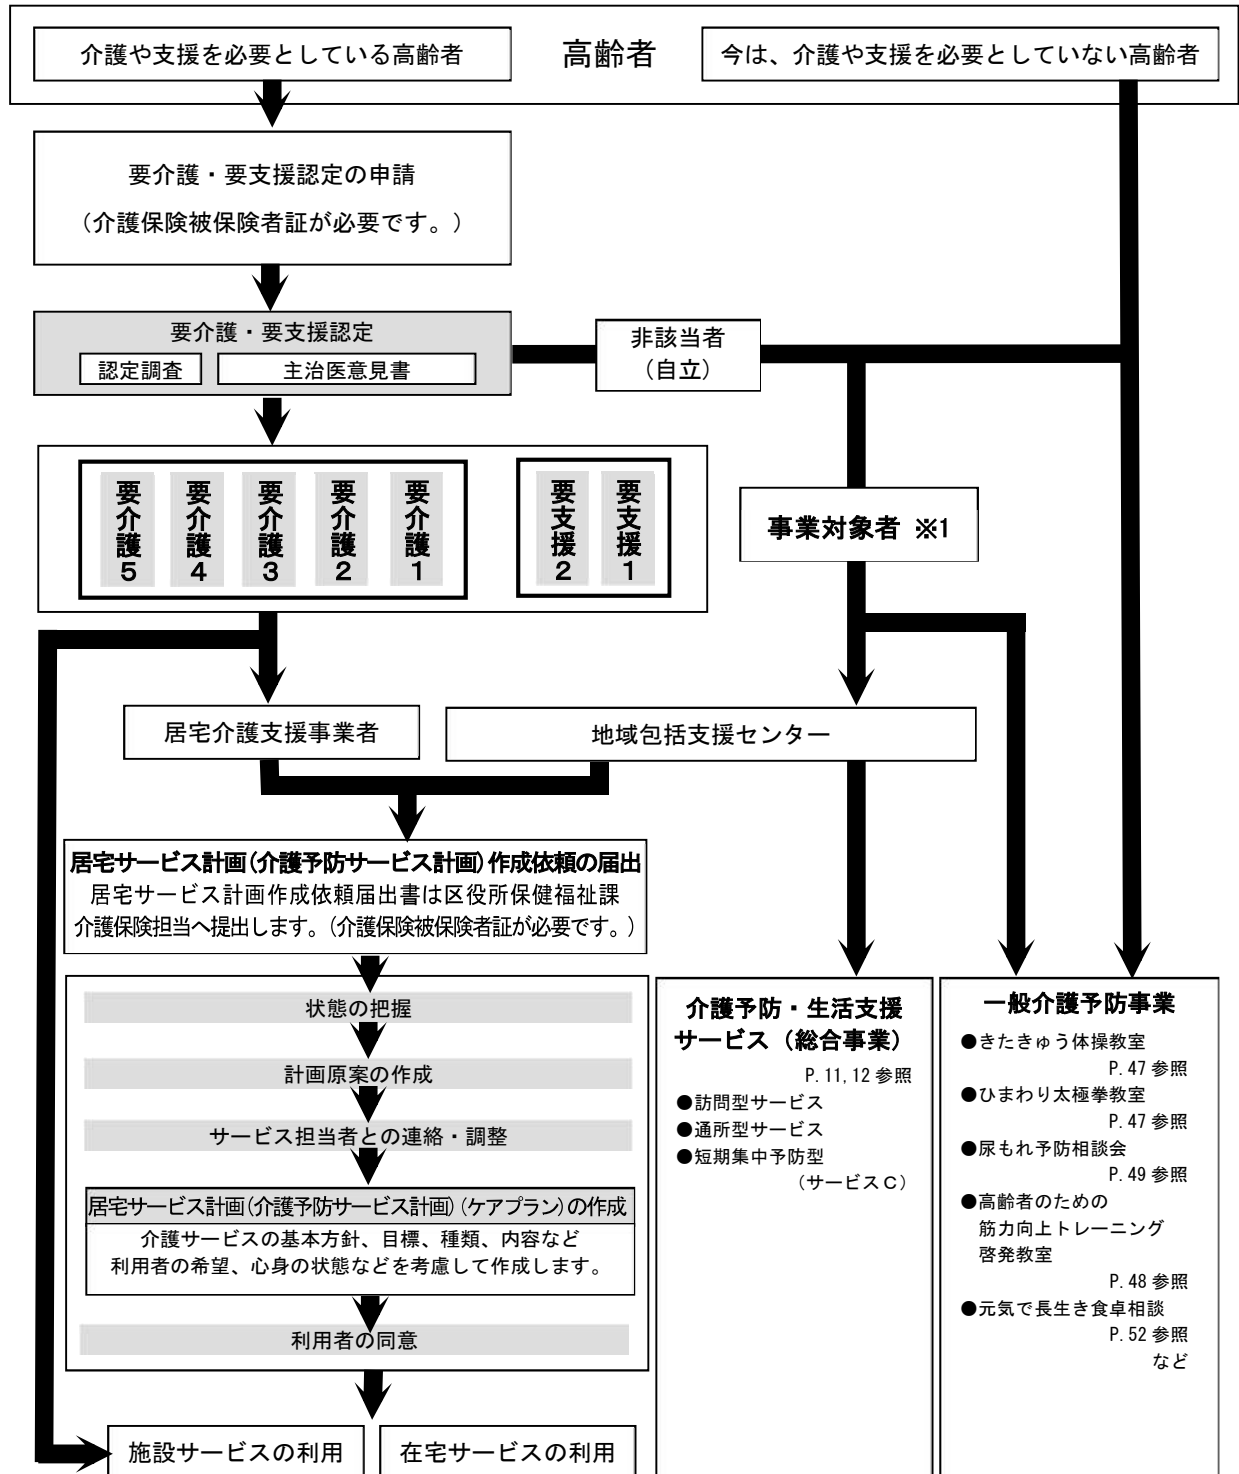 高齢者
介護や支援を必要としている高齢者
今は、介護や支援を必要としていない高齢者
要介護・要支援認定の申請
（介護保険被保険者証が必要です。）
要介護・要支援認定
認定調査
主治医意見書
非該当者
（自立）
要介護5
要介護4
要介護3
要介護2
要介護1
要支援2
要支援1
事業対象者 ※1
居宅介護支援事業者
地域包括支援センター
居宅サービス計画(介護予防サービス計画)作成依頼の届出
居宅サービス計画作成依頼届出書は区役所保健福祉課
介護保険担当へ提出します。(介護保険被保険者証が必要です。)
状態の把握
計画原案の作成
サービス担当者との連絡・調整
居宅サービス計画(介護予防サービス計画)(ケアプラン)の作成
介護サービスの基本方針、目標、種類、内容など
利用者の希望、心身の状態などを考慮して作成します。
利用者の同意
施設サービスの利用
在宅サービスの利用
介護予防・生活支援
サービス（総合事業）
P.11,12 参照
●訪問型サービス
●通所型サービス
●短期集中予防型
（サービスC）
一般介護予防事業
●きたきゅう体操教室
P.47 参照
●ひまわり太極拳教室
P.47 参照
●尿もれ予防相談会
P.49 参照
●高齢者のための
筋力向上トレーニング
啓発教室
P.48 参照
●元気で長生き食卓相談
P.52 参照
など